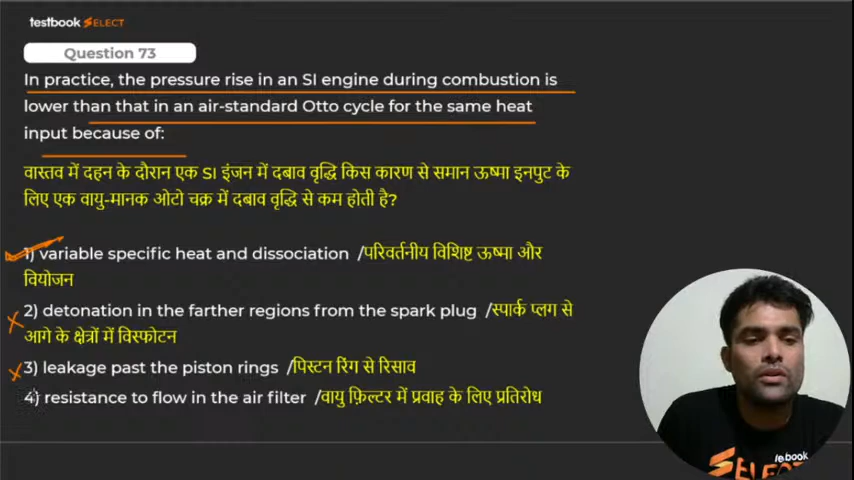 testbook SELECT
Question 73
In practice, the pressure rise in an SI engine during combustion is
lower than that in an air-standard Otto cycle for the same heat
input because of:
वास्तव में दहन के दौरान एक SI इंजन में दबाव वृद्धि किस कारण से समान ऊष्मा इनपुट के
लिए एक वायु-मानक ओटो चक्र में दबाव वृद्धि से कम होती है?
1) variable specific heat and dissociation /परिवर्तनीय विशिष्ट ऊष्मा और
वियोजन
2) detonation in the farther regions from the spark plug /स्पार्क प्लग से
आगे के क्षेत्रों में विस्फोटन
3) leakage past the piston rings /पिस्टन रिंग से रिसाव
4) resistance to flow in the air filter /वायु फ़िल्टर में प्रवाह के लिए प्रतिरोध
book
SELECT